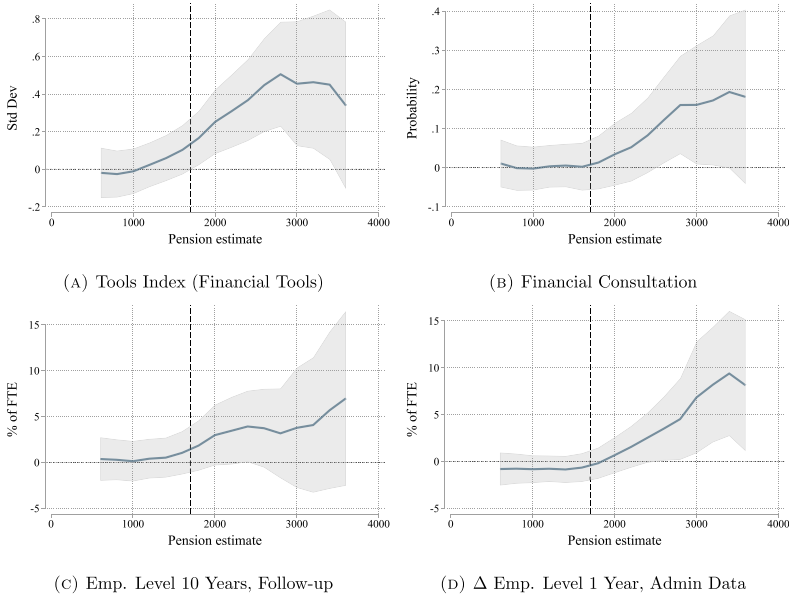 .8
.6
.4
.2
0
-.2
Std Dev
0 1000 2000 3000 4000
Pension estimate
(A) Tools Index (Financial Tools)
.4
.3
.2
.1
0
-.1
Probability
0 1000 2000 3000 4000
Pension estimate
(B) Financial Consultation
15
10
5
0
-5
% of FTE
0 1000 2000 3000 4000
Pension estimate
(C) Emp. Level 10 Years, Follow-up
15
10
5
0
-5
% of FTE
0 1000 2000 3000 4000
Pension estimate
(D) Δ Emp. Level 1 Year, Admin Data